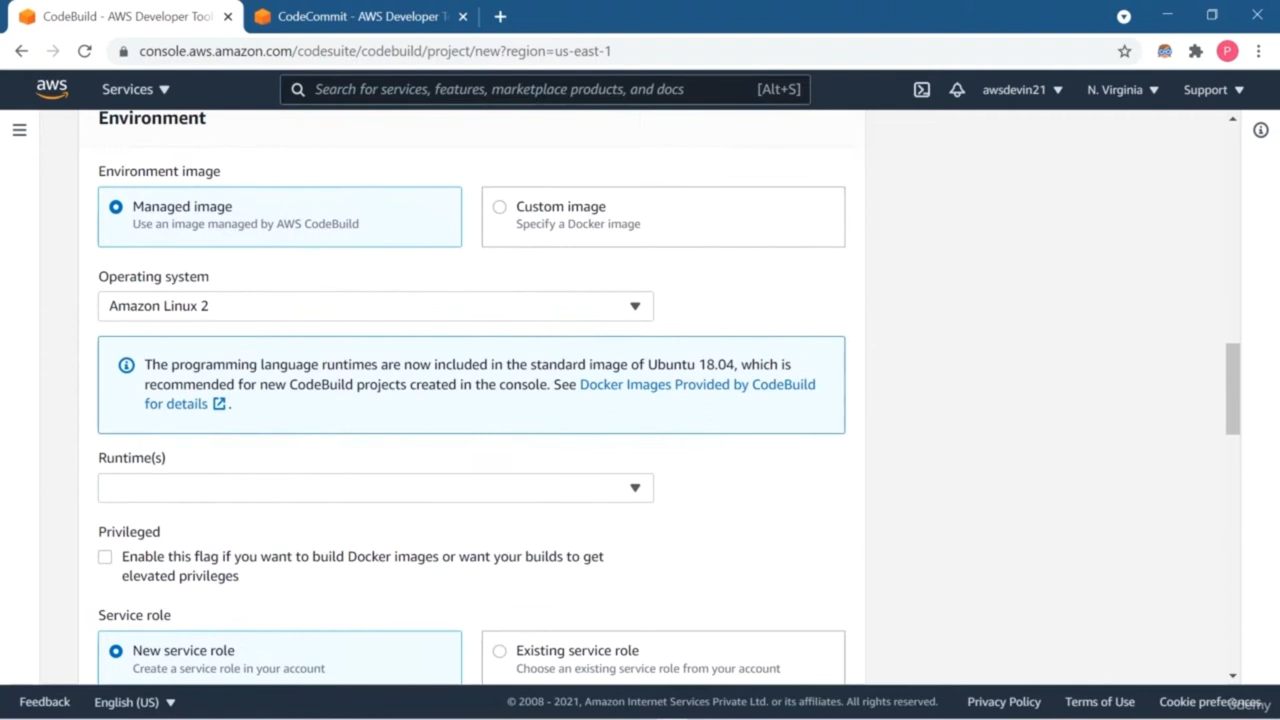 CodeBuild - AWS Developer Tool
CodeCommit - AWS Developer T
console.aws.amazon.com/codesuite/codebuild/project/new?region=us-east-1
P
aws
Services
Search for services, features, marketplace products, and docs
[Alt+S]
awsdevin21
N. Virginia
Support
Environment
Environment image
Managed image
Use an image managed by AWS CodeBuild
Custom image
Specify a Docker image
Operating system
Amazon Linux 2
The programming language runtimes are now included in the standard image of Ubuntu 18.04, which is
recommended for new CodeBuild projects created in the console. See Docker Images Provided by CodeBuild
for details .
Runtime(s)
Privileged
Enable this flag if you want to build Docker images or want your builds to get
elevated privileges
Service role
New service role
Create a service role in your account
Existing service role
Choose an existing service role from your account
Feedback
English (US)
© 2008 - 2021, Amazon Internet Services Private Ltd. or its affiliates. All rights reserved.
Privacy Policy
Terms of Use
Cookie preferences
Udemy